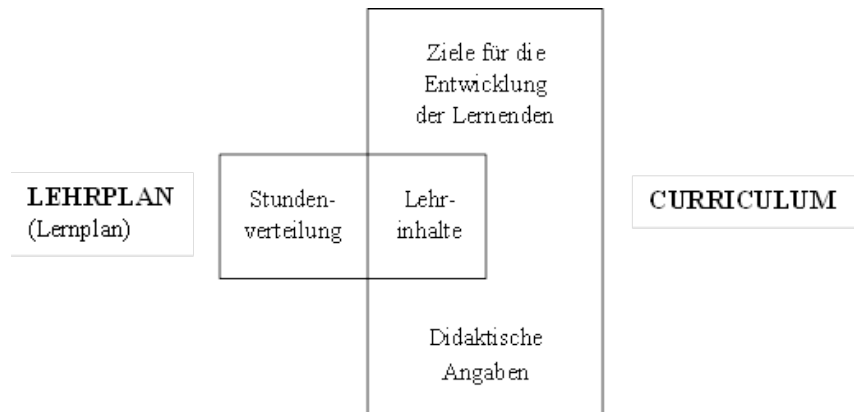 Ziele für die
Entwicklung
der Lernenden
LEHRPLAN
(Lernplan)
Stunden-
verteilung
Lehr-
inhalte
CURRICULUM
Didaktische
Angaben